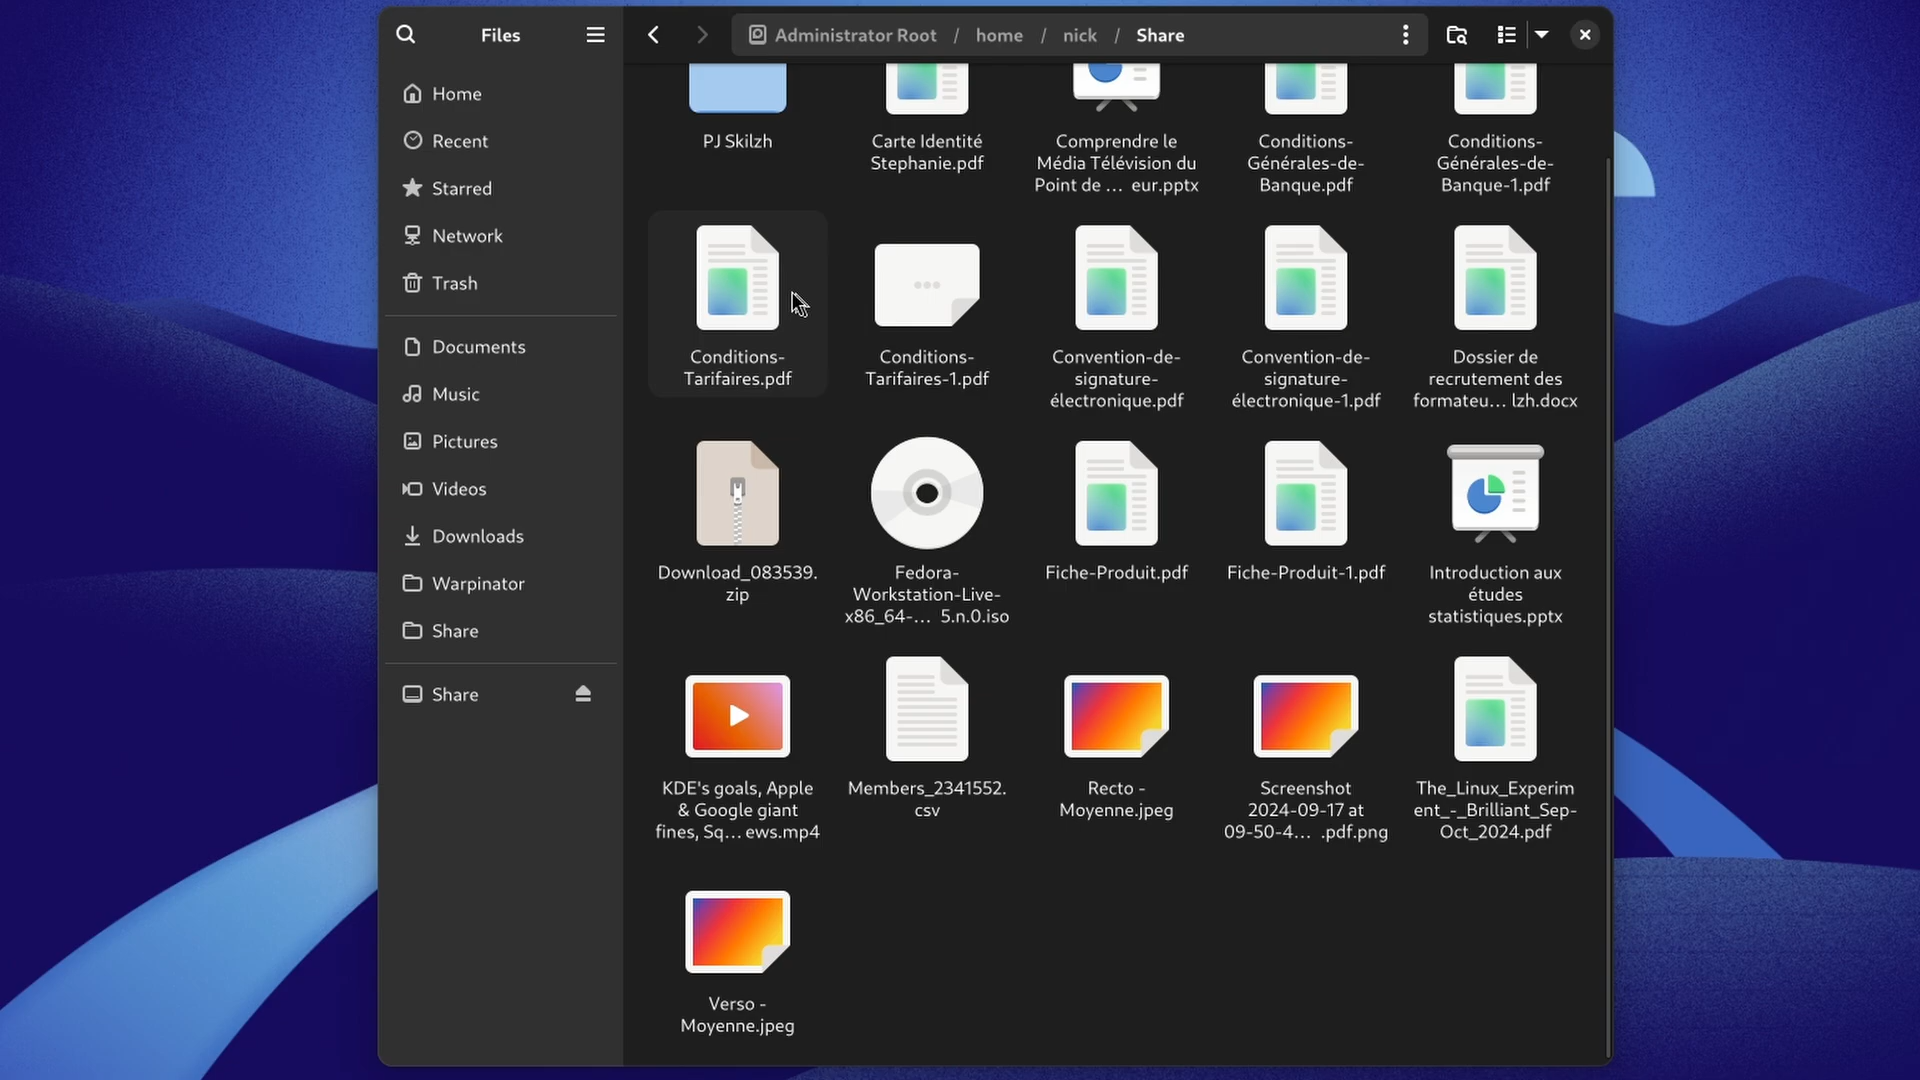 Files
Administrator Root / home / nick / Share
Home
Recent
Starred
Network
Trash
Documents
Music
Pictures
Videos
Downloads
Warpinator
Share
Share
PJ Skilzh
Carte Identité
Stephanie.pdf
Comprendre le
Média Télévision du
Point de ... eur.pptx
Conditions-
Générales-de-
Banque.pdf
Conditions-
Générales-de-
Banque-1.pdf
Conditions-
Tarifaires.pdf
Conditions-
Tarifaires-1.pdf
Convention-de-
signature-
électronique.pdf
Convention-de-
signature-
électronique-1.pdf
Dossier de
recrutement des
formateu... lzh.docx
Download_083539.
zip
Fedora-
Workstation-Live-
x86_64-... 5.n.0.iso
Fiche-Produit.pdf
Fiche-Produit-1.pdf
Introduction aux
études
statistiques.pptx
KDE's goals, Apple
& Google giant
fines, Sq... ews.mp4
Members_2341552.
csv
Recto -
Moyenne.jpeg
Screenshot
2024-09-17 at
09-50-4... .pdf.png
The_Linux_Experim
ent_-_Brilliant_Sep-
Oct_2024.pdf
Verso -
Moyenne.jpeg